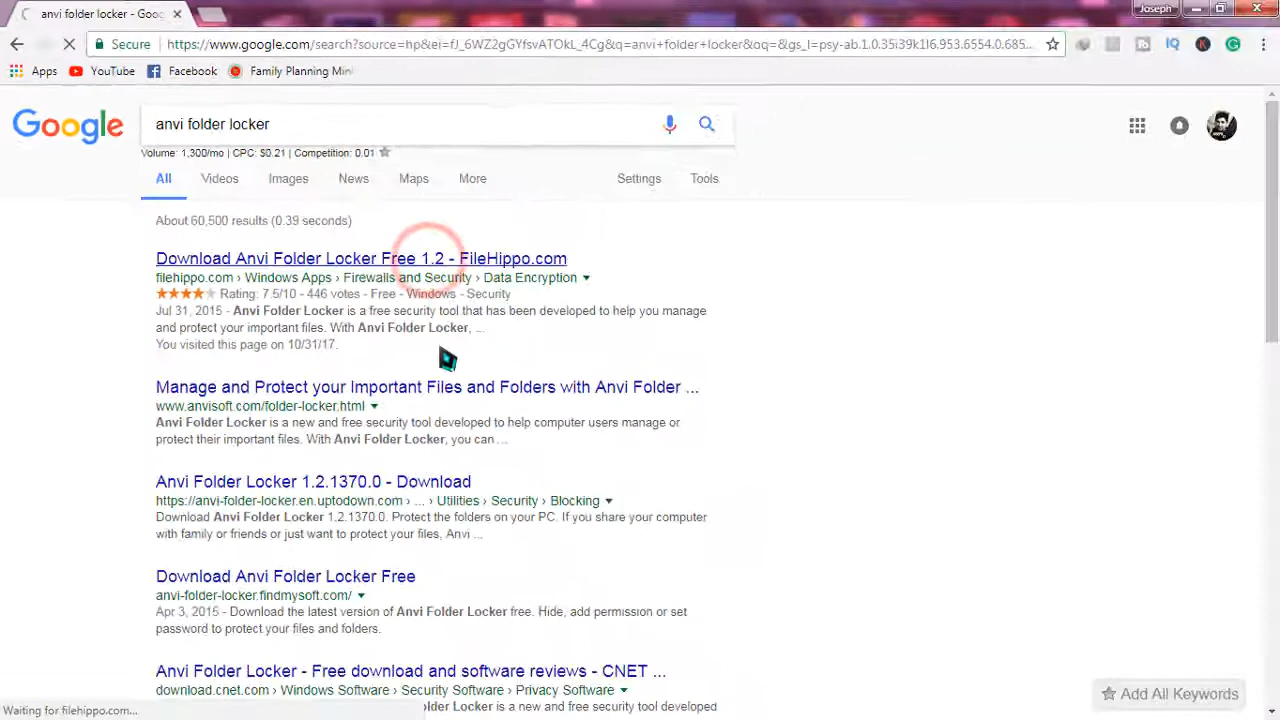 anvi folder locker - Goog
Joseph
Secure
https://www.google.com/search?source=hp&ei=fJ_6WZ2gGYfsvATOkL_4Cg&q=anvi+folder+locker&oq=&gs_l=psy-ab.1.0.35i39k1l6.953.6554.0.685...
Apps
YouTube
Facebook
Family Planning Mini
Google
anvi folder locker
Volume: 1,300/mo | CPC: $0.21 | Competition: 0.01
All
Videos
Images
News
Maps
More
Settings
Tools
About 60,500 results (0.39 seconds)
Download Anvi Folder Locker Free 1.2 - FileHippo.com
filehippo.com › Windows Apps › Firewalls and Security › Data Encryption
Rating: 7.5/10 - 446 votes - Free - Windows - Security
Jul 31, 2015 - Anvi Folder Locker is a free security tool that has been developed to help you manage
and protect your important files. With Anvi Folder Locker, ...
You visited this page on 10/31/17.
Manage and Protect your Important Files and Folders with Anvi Folder ...
www.anvisoft.com/folder-locker.html
Anvi Folder Locker is a new and free security tool developed to help computer users manage or
protect their important files. With Anvi Folder Locker, you can ...
Anvi Folder Locker 1.2.1370.0 - Download
https://anvi-folder-locker.en.uptodown.com › ... › Utilities › Security › Blocking
Download Anvi Folder Locker 1.2.1370.0. Protect the folders on your PC. If you share your computer
with family or friends or just want to protect your files, Anvi ...
Download Anvi Folder Locker Free
anvi-folder-locker.findmysoft.com/
Apr 3, 2015 - Download the latest version of Anvi Folder Locker free. Hide, add permission or set
password to protect your files and folders.
Anvi Folder Locker - Free download and software reviews - CNET ...
download.cnet.com › Windows Software › Security Software › Privacy Software
Folder Locker is a new and free security tool developed
Add All Keywords
Waiting for filehippo.com...